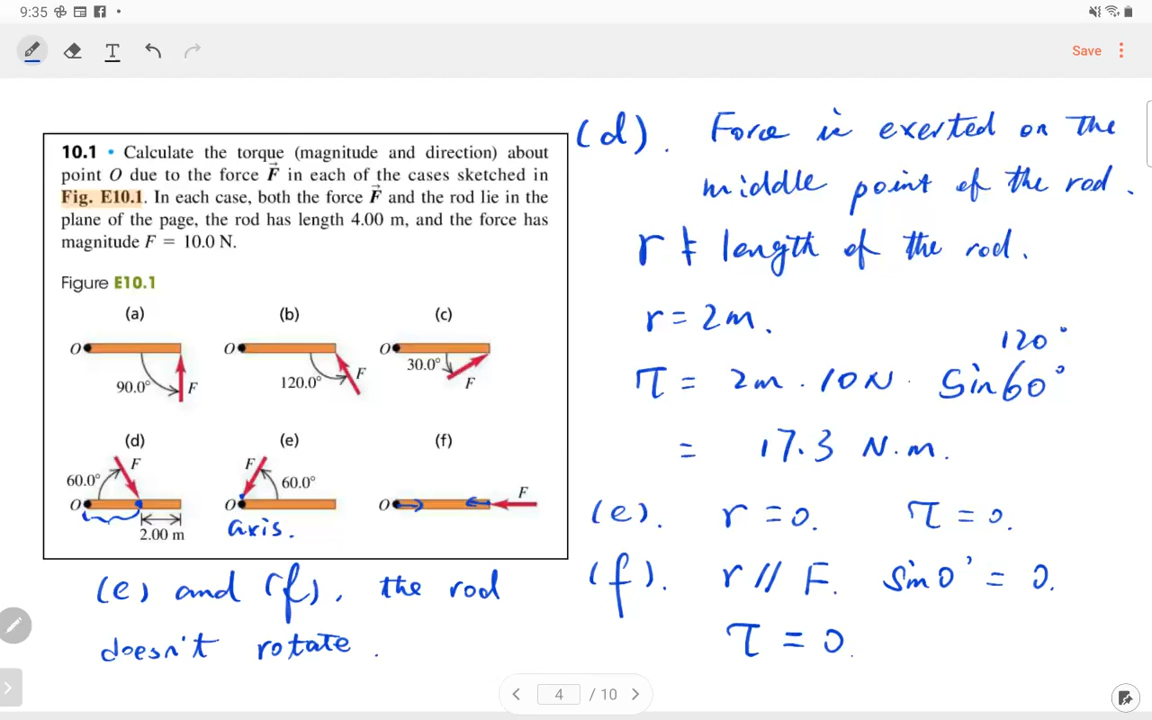 9:35
Save
10.1 • Calculate the torque (magnitude and direction) about
point O due to the force F⃗ in each of the cases sketched in
Fig. E10.1. In each case, both the force F⃗ and the rod lie in the
plane of the page, the rod has length 4.00 m, and the force has
magnitude F = 10.0 N.
Figure E10.1
(a) (b) (c)
O 90.0° F
O 120.0° F
O 30.0° F
(d) (e) (f)
60.0° F O 2.00 m
F 60.0° O
axis.
O F
(e) and (f), the rod
doesn't rotate.
(d). Force is exerted on the
middle point of the rod.
r ≠ length of the rod.
r = 2m.
120°
τ = 2m · 10N · sin60°
= 17.3 N·m.
(e). r = 0. τ = 0.
(f). r // F. sin0° = 0.
τ = 0.
4 / 10